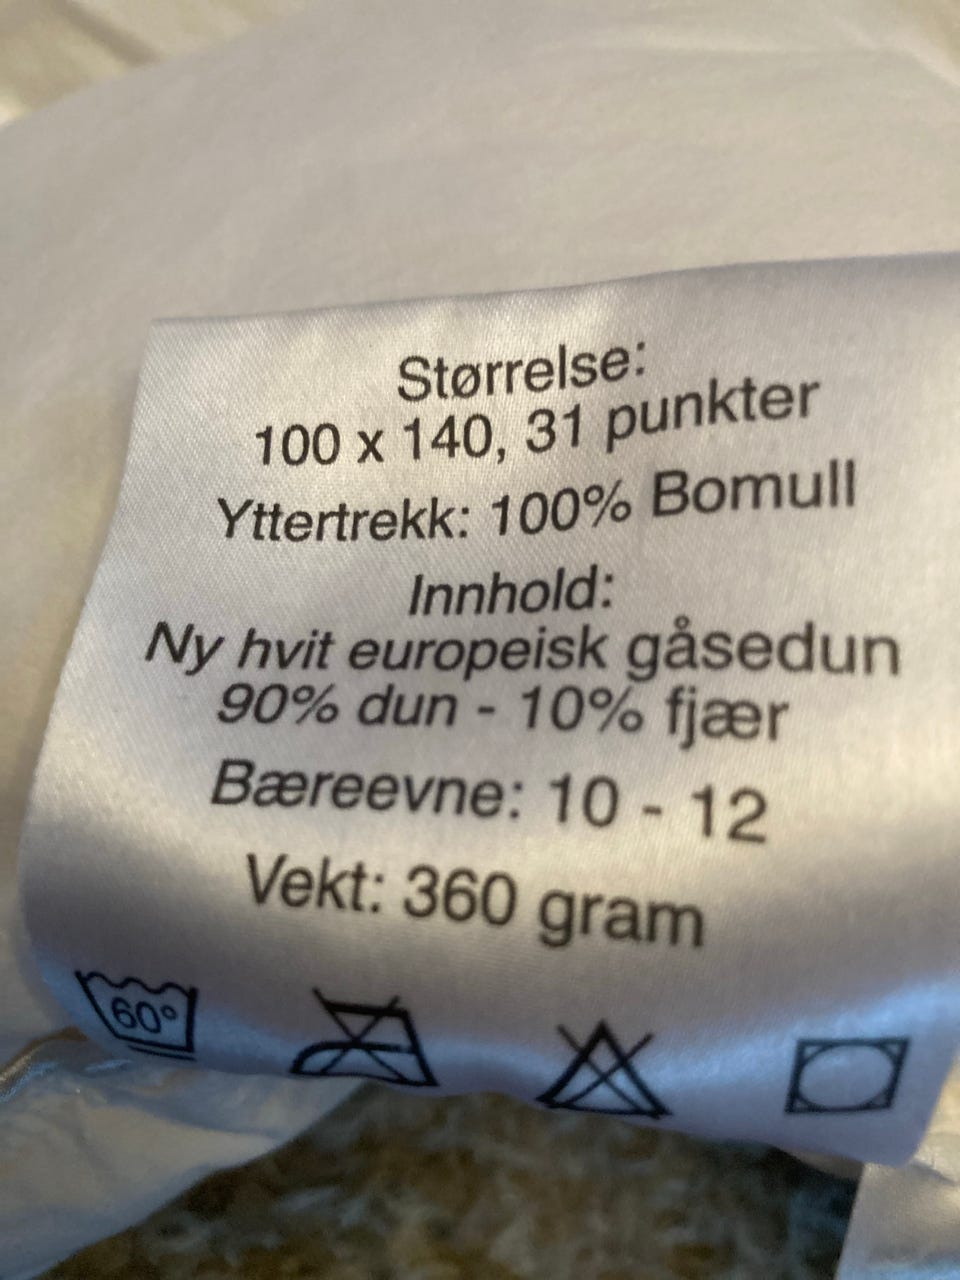 Størrelse:
100 x 140, 31 punkter
Yttertrekk: 100% Bomull
Innhold:
Ny hvit europeisk gåsedun
90% dun - 10% fjær
Bæreevne: 10 - 12
Vekt: 360 gram
60°